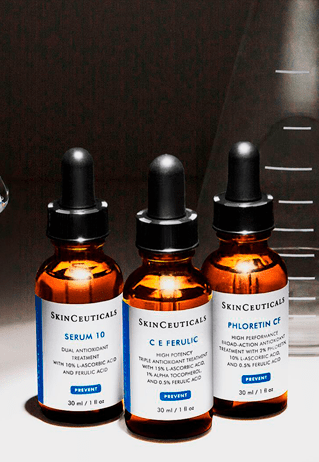 SKINCEUTICALS
SERUM 10
DUAL ANTIOXIDANT
TREATMENT
WITH 10% L-ASCORBIC ACID
AND FERULIC ACID
PREVENT
30 ml / 1 fl oz
SKINCEUTICALS
C E FERULIC
HIGH POTENCY
TRIPLE ANTIOXIDANT TREATMENT
WITH 15% L-ASCORBIC ACID,
1% ALPHA TOCOPHEROL,
AND 0.5% FERULIC ACID
PREVENT
30 ml / 1 fl oz
SKINCEUTICALS
PHLORETIN CF
HIGH PERFORMANCE
BROAD-ACTION ANTIOXIDANT
TREATMENT WITH 2% PHLORETIN,
10% L-ASCORBIC ACID,
AND 0.5% FERULIC ACID
PREVENT
30 ml / 1 fl oz